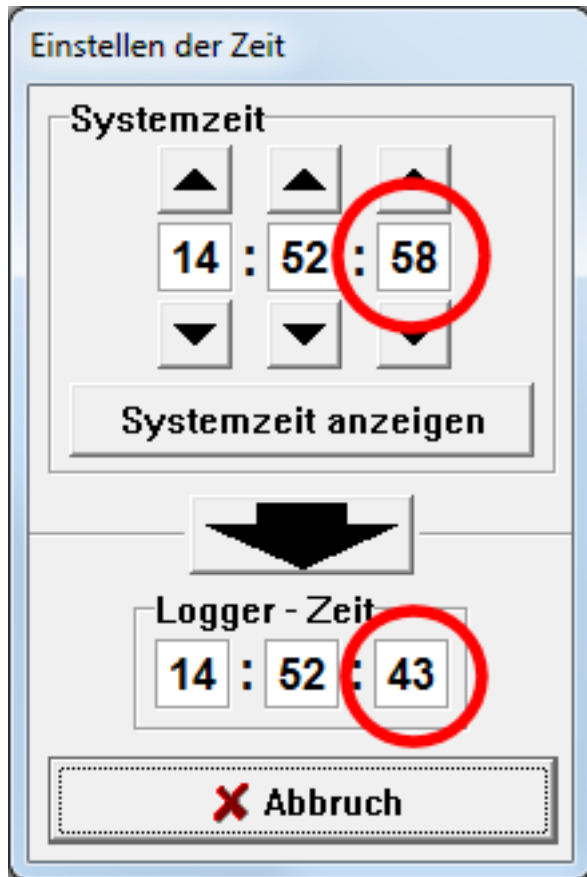 Einstellen der Zeit
Systemzeit
14 : 52 : 58
Systemzeit anzeigen
Logger - Zeit
14 : 52 : 43
Abbruch